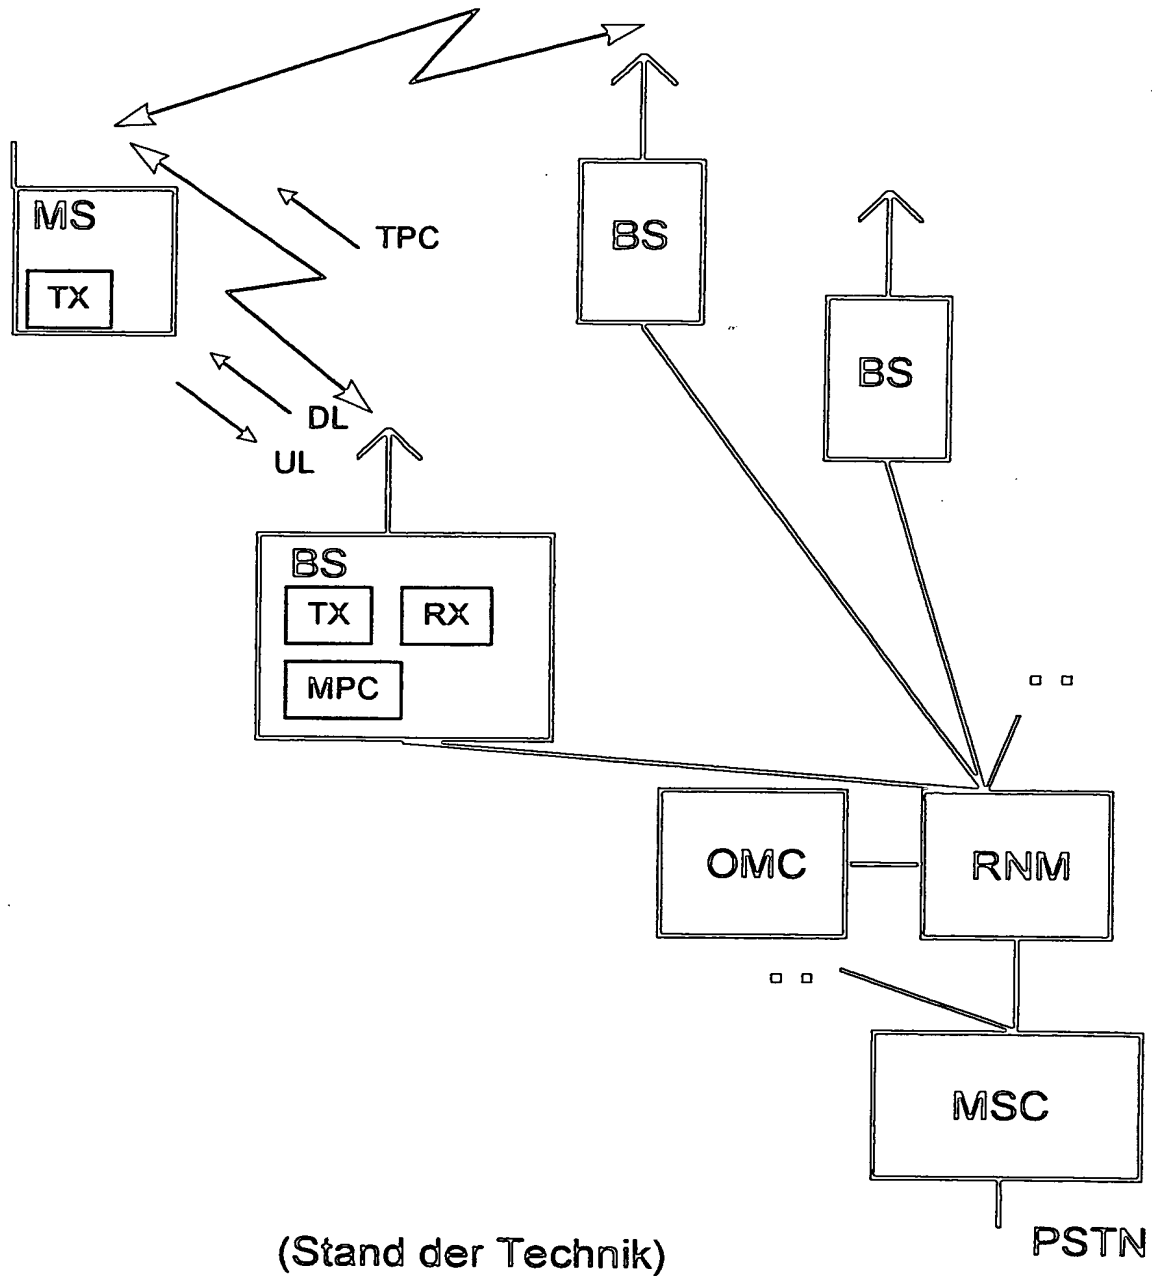 MS
TX
TPC
BS
BS
DL
UL
BS
TX
RX
MPC
OMC
RNM
MSC
PSTN
(Stand der Technik)